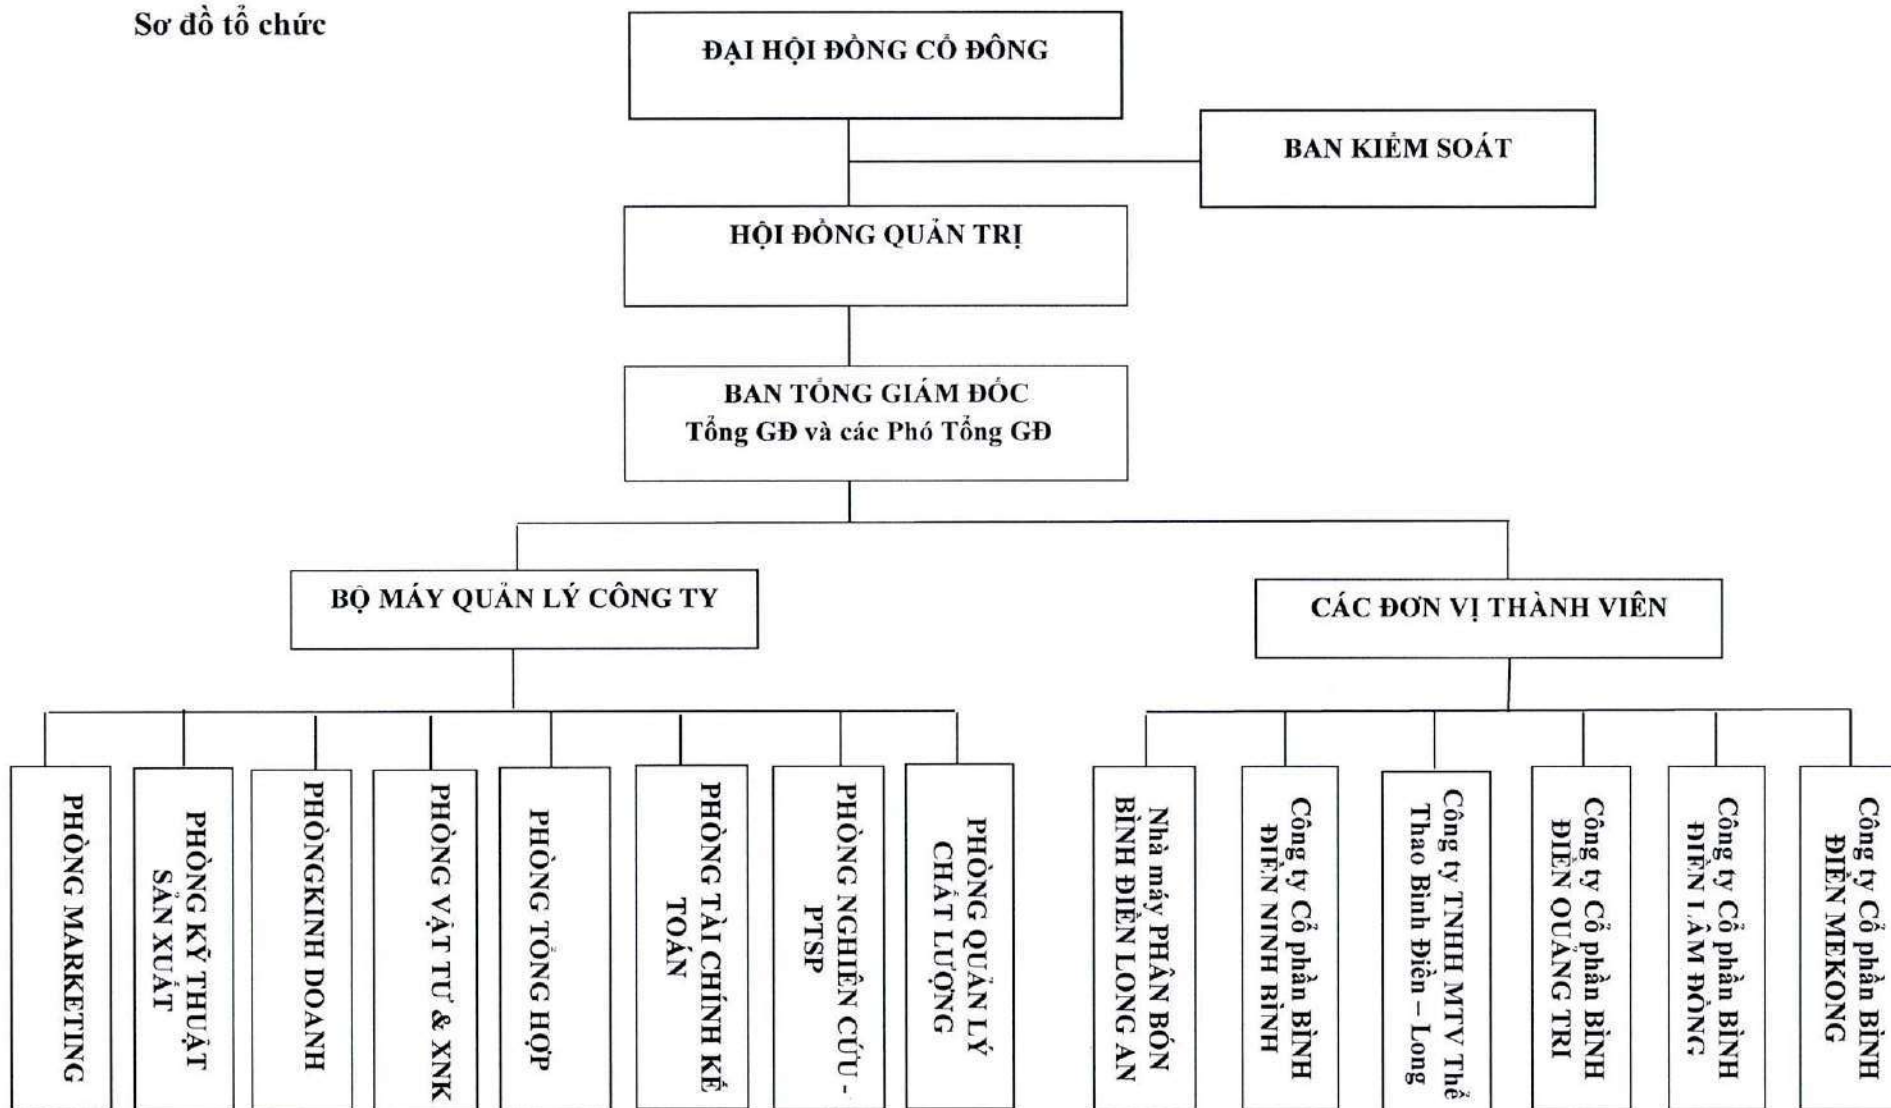 Sơ đồ tổ chức
ĐẠI HỘI ĐỒNG CỔ ĐÔNG
BAN KIỂM SOÁT
HỘI ĐỒNG QUẢN TRỊ
BAN TỔNG GIÁM ĐỐC
Tổng GĐ và các Phó Tổng GĐ
BỘ MÁY QUẢN LÝ CÔNG TY
CÁC ĐƠN VỊ THÀNH VIÊN
PHÒNG MARKETING
PHÒNG KỸ THUẬT
SẢN XUẤT
PHÒNGKINH DOANH
PHÒNG VẬT TƯ & XNK
PHÒNG TỔNG HỢP
PHÒNG TÀI CHÍNH KẾ
TOÁN
PHÒNG NGHIÊN CỨU -
PTSP
PHÒNG QUẢN LÝ
CHẤT LƯỢNG
Nhà máy PHÂN BÓN
BÌNH ĐIỀN LONG AN
Công ty Cổ phần BÌNH
ĐIỀN NINH BÌNH
Công ty TNHH MTV Thể
Thao Bình Điền – Long
Công ty Cổ phần BÌNH
ĐIỀN QUẢNG TRI
Công ty Cổ phần BÌNH
ĐIỀN LÂM ĐỒNG
Công ty Cổ phần BÌNH
ĐIỀN MEKONG